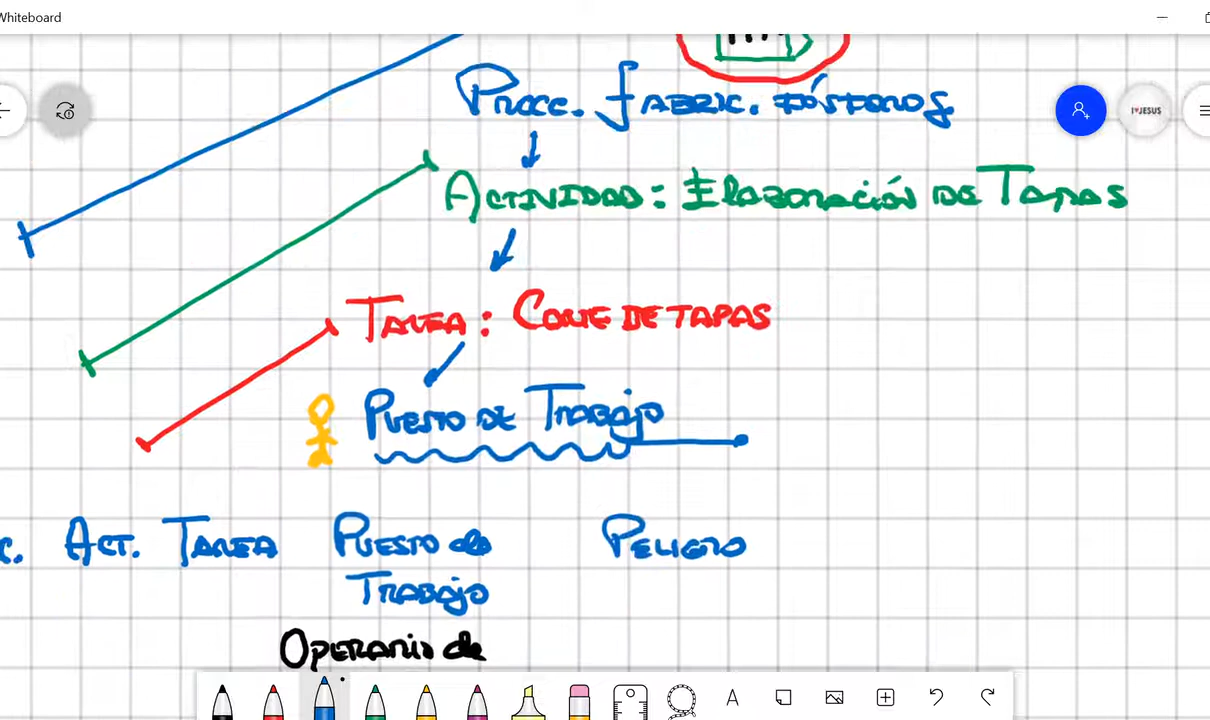 Whiteboard
Proc. Fabric. Fósforos
I♥JESUS
Actividad: Elaboración de Tapas
Tarea: Corte de tapas
Puesto de Trabajo
c. Act. Tarea Puesto de Peligro
Trabajo
Operario de
A